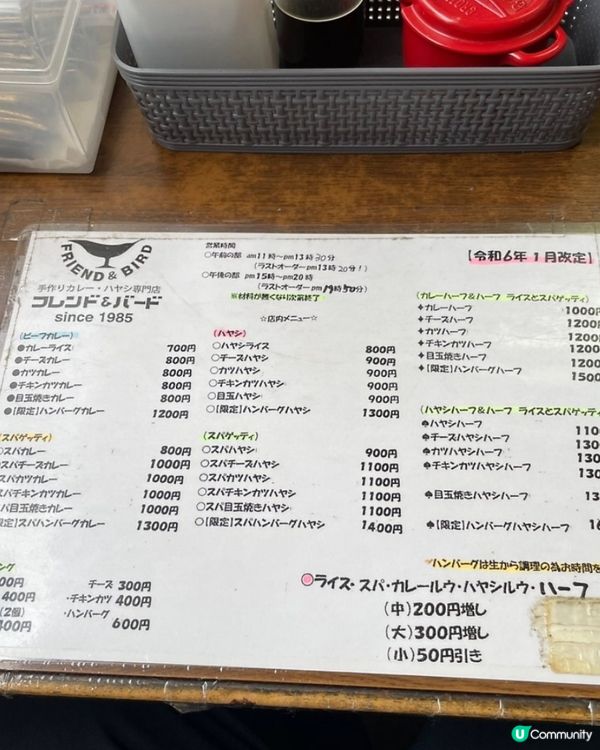 FRIEND & BIRD
手作りカレー・ハヤシ専門店
フレンド&バード
since 1985
営業時間
○午前の部 am11時〜pm13時30分
(ラストオーダーpm13時20分!)
○午後の部 pm15時〜pm20時
(ラストオーダーpm19時50分)
※材料が無くなり次第終了
【令和6年1月改定】
☆店内メニュー☆
(ビーフカレー)
●カレーライス 700円
●チーズカレー 800円
●カツカレー 800円
●チキンカツカレー 800円
●目玉焼きカレー 800円
●[限定]ハンバーグカレー 1200円
スパゲッティ)
スパカレー 800円
スパチーズカレー 1000円
スパカツカレー 1000円
スパチキンカツカレー 1000円
スパ目玉焼きカレー 1000円
限定]スパハンバーグカレー 1300円
(ハヤシ)
○ハヤシライス 800円
○チーズハヤシ 900円
○カツハヤシ 900円
○チキンカツハヤシ 900円
○目玉ハヤシ 900円
○[限定]ハンバーグハヤシ 1300円
(スパゲッティ)
○スパハヤシ 900円
○スパチーズハヤシ 1100円
○スパカツハヤシ 1100円
○スパチキンカツハヤシ 1100円
○スパ目玉焼きハヤシ 1100円
○[限定]スパハンバーグハヤシ 1400円
(カレーハーフ&ハーフ ライスとスパゲッティ)
♦カレーハーフ 1000円
♦チーズハーフ 1200
♦カツハーフ 1200
♦チキンカツハーフ 1200
♦目玉焼きハーフ 1200
♦[限定]ハンバーグハーフ 1500
(ハヤシハーフ&ハーフ ライスとスパゲッティ
♠ハヤシハーフ 110
♠チーズハヤシハーフ 130
♠カツハヤシハーフ 130
♠チキンカツハヤシハーフ 130
♠目玉焼きハヤシハーフ 13
♠[限定]ハンバーグハヤシハーフ 16
ハンバーグは生から調理の為お時間を
ング
00円
400円
(2個)
400円
チーズ 300円
・チキンカツ 400円
・ハンバーグ 600円
ライス・スパ・カレールウ・ハヤシルウ・ハーフ
(中)200円増し
(大)300円増し
(小)50円引き
U Community